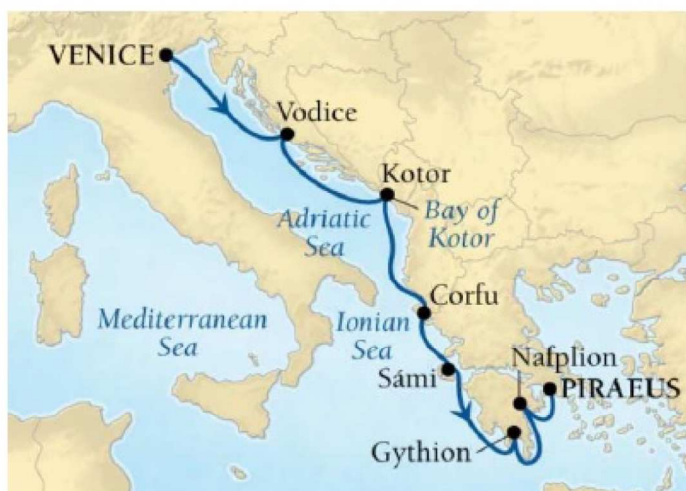 VENICE
Vodice
Kotor
Adriatic
Sea
Bay of
Kotor
Corfu
Mediterranean
Sea
Ionian
Sea
Nafplion
Sámi
PIRAEUS
Gythion